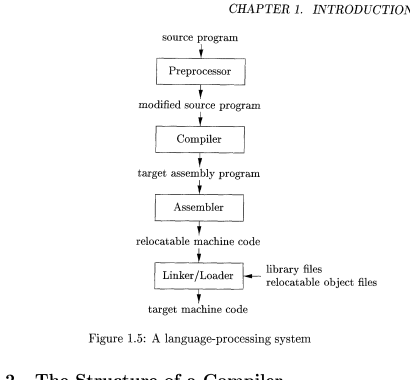 CHAPTER 1. INTRODUCTION
source program
Preprocessor
modified source program
Compiler
target assembly program
Assembler
relocatable machine code
Linker/Loader
library files
relocatable object files
target machine code
Figure 1.5: A language-processing system
2 The Structure of a Compiler